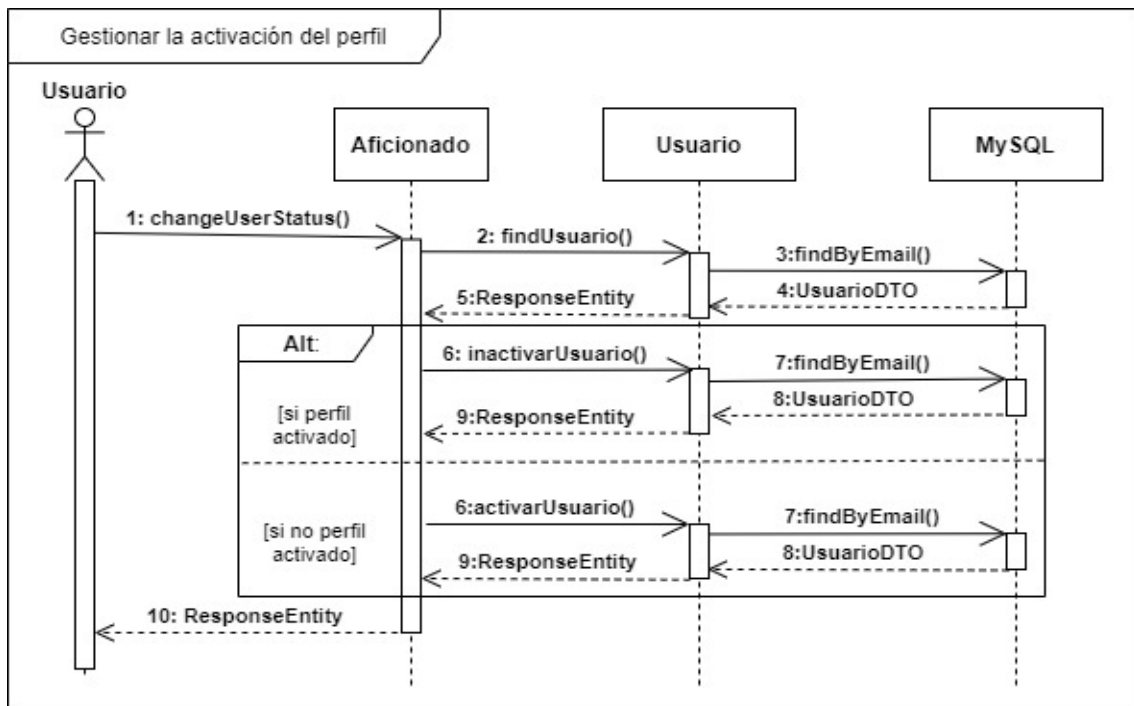 Gestionar la activación del perfil
Usuario
Aficionado
Usuario
MySQL
1: changeUserStatus()
2: findUsuario()
3:findByEmail()
4:UsuarioDTO
5:ResponseEntity
Alt:
6: inactivarUsuario()
7:findByEmail()
8:UsuarioDTO
[si perfil
activado]
9:ResponseEntity
6:activarUsuario()
7:findByEmail()
[si no perfil
activado]
8:UsuarioDTO
9:ResponseEntity
10: ResponseEntity